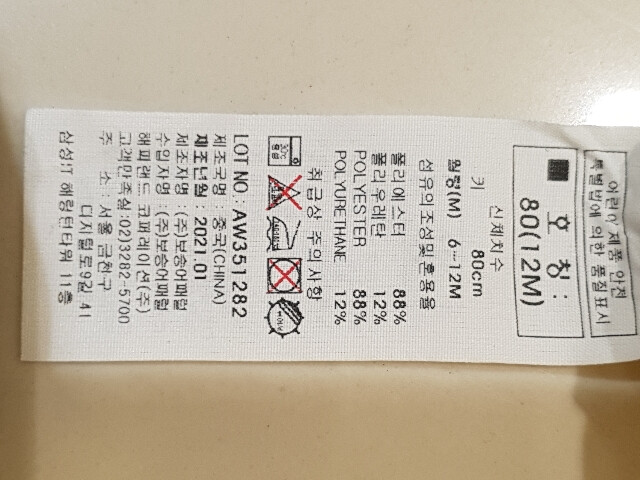 어린이 제품 안전
특별법에 의한 품질표시
■ 호 칭 :
80(12M)
신체치수
키 80cm
월령(M) 6~12M
섬유의 조성및혼용율
폴리에스터 88%
폴리우레탄 12%
POLYESTER 88%
POLYURETHANE 12%
취급상 주의 사항
30℃
중성
LOT NO.: AW351282
제조국명 : 중국(CHINA)
제조년월 : 2021.01
제조자명 : (주)보송어패럴
수입자명 : (주)보송어패럴
해피랜드 코퍼레이션(주)
고객만족실:02)3282-5700
주 소 : 서울 금천구
디지털로9길 41
삼성IT 해링턴타워 11층